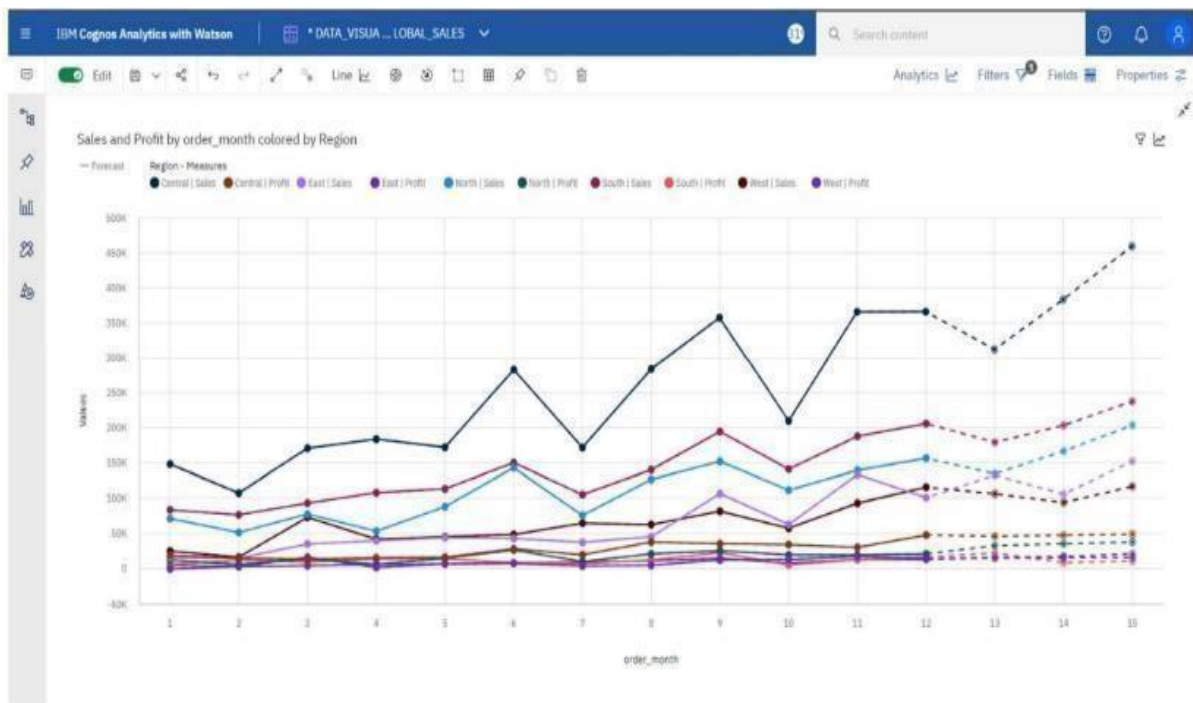 IBM Cognos Analytics with Watson * DATA_VISUA ... LOBAL_SALES Search content
Edit Line Analytics Filters 1 Fields Properties
Sales and Profit by order_month colored by Region
Forecast Region - Measures
Central | Sales Central | Profit East | Sales East | Profit North | Sales North | Profit South | Sales South | Profit West | Sales West | Profit
500K
450K
400K
350K
300K
250K
200K
150K
100K
50K
0
-50K
Values
1 2 3 4 5 6 7 8 9 10 11 12 13 14 15
order_month